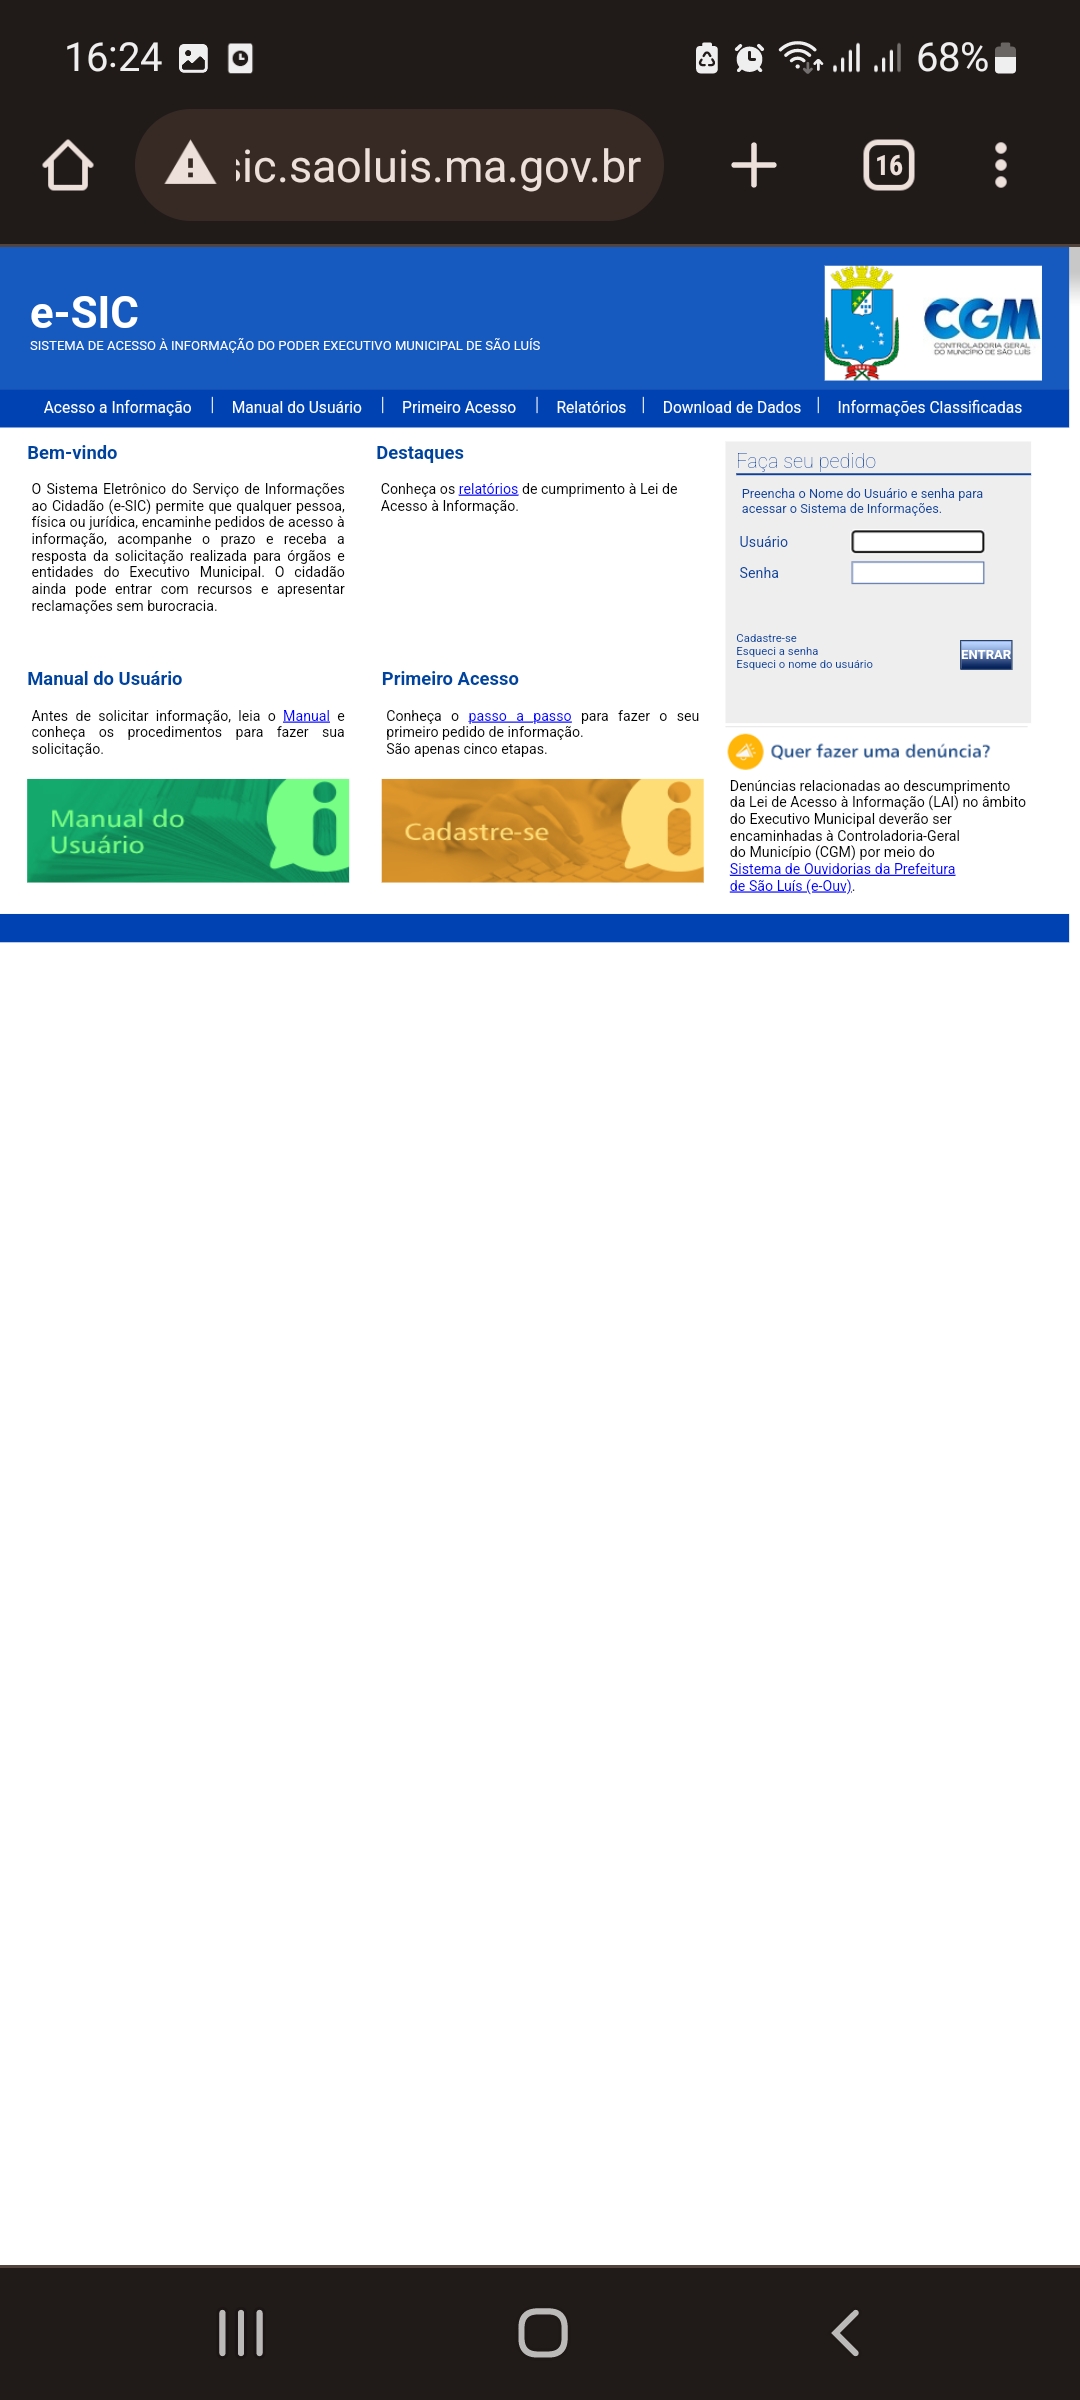 16:24
68%
sic.saoluis.ma.gov.br
16
e-SIC
SISTEMA DE ACESSO À INFORMAÇÃO DO PODER EXECUTIVO MUNICIPAL DE SÃO LUÍS
CGM
CONTROLADORIA GERAL
DO MUNICÍPIO DE SÃO LUÍS
Acesso a Informação | Manual do Usuário | Primeiro Acesso | Relatórios | Download de Dados | Informações Classificadas
Bem-vindo
O Sistema Eletrônico do Serviço de Informações
ao Cidadão (e-SIC) permite que qualquer pessoa,
física ou jurídica, encaminhe pedidos de acesso à
informação, acompanhe o prazo e receba a
resposta da solicitação realizada para órgãos e
entidades do Executivo Municipal. O cidadão
ainda pode entrar com recursos e apresentar
reclamações sem burocracia.
Destaques
Conheça os relatórios de cumprimento à Lei de
Acesso à Informação.
Faça seu pedido
Preencha o Nome do Usuário e senha para
acessar o Sistema de Informações.
Usuário
Senha
Cadastre-se
Esqueci a senha
Esqueci o nome do usuário
ENTRAR
Manual do Usuário
Antes de solicitar informação, leia o Manual e
conheça os procedimentos para fazer sua
solicitação.
Manual do
Usuário
Primeiro Acesso
Conheça o passo a passo para fazer o seu
primeiro pedido de informação.
São apenas cinco etapas.
Cadastre-se
Quer fazer uma denúncia?
Denúncias relacionadas ao descumprimento
da Lei de Acesso à Informação (LAI) no âmbito
do Executivo Municipal deverão ser
encaminhadas à Controladoria-Geral
do Município (CGM) por meio do
Sistema de Ouvidorias da Prefeitura
de São Luís (e-Ouv).